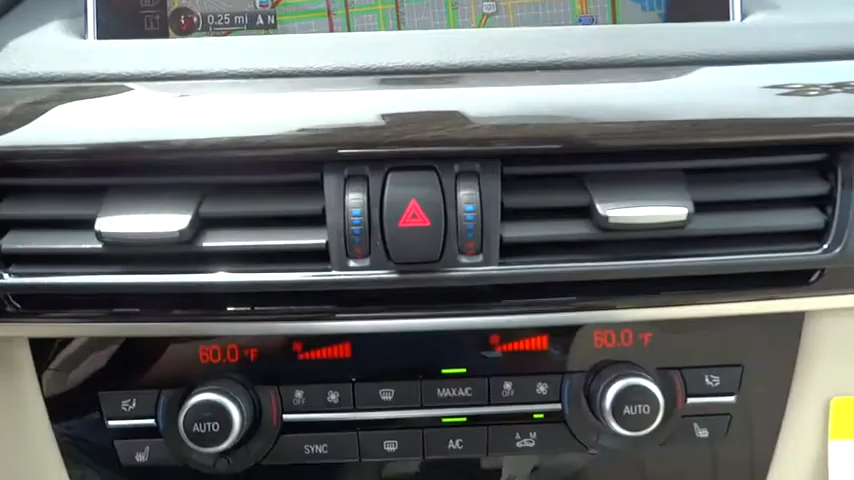 0.25 mi A N
60.0 °F 60.0 °F
OFF MAX A/C OFF
AUTO AUTO
SYNC A/C A M